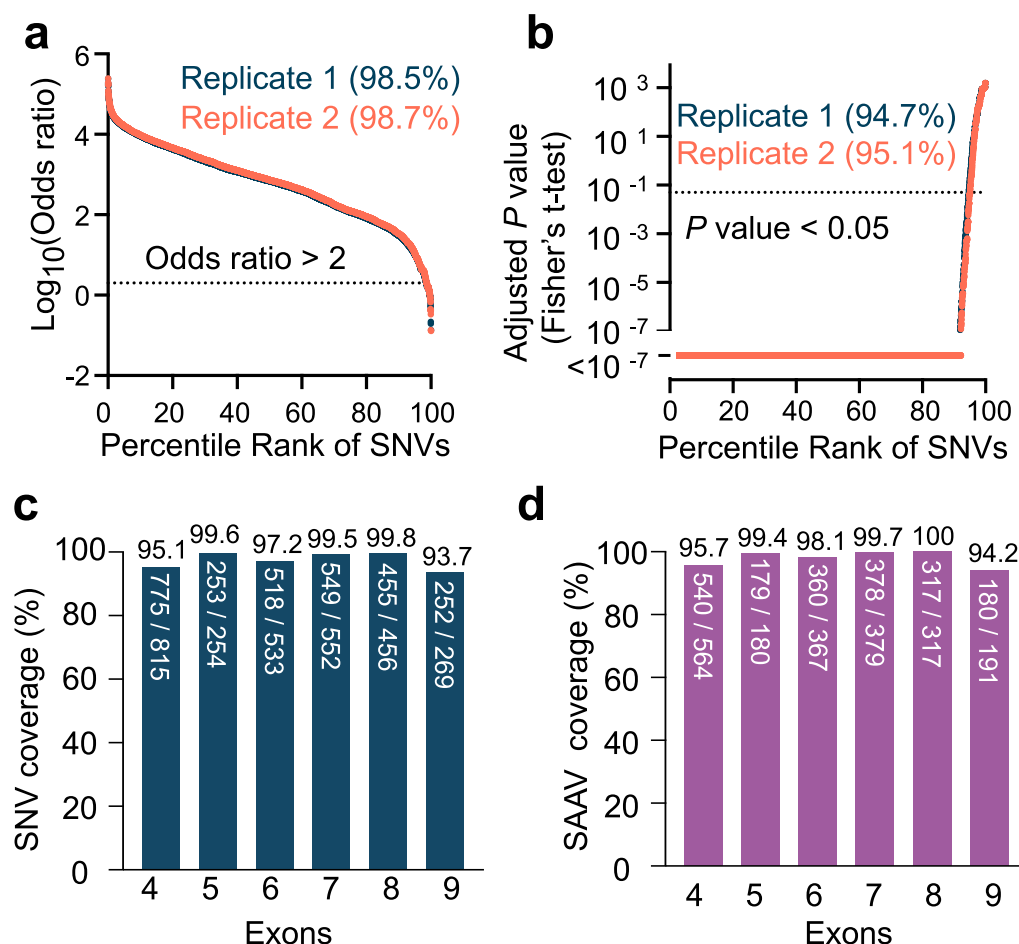 a
Log10(Odds ratio)
6
4
2
0
-2
Replicate 1 (98.5%)
Replicate 2 (98.7%)
Odds ratio > 2
0 20 40 60 80 100
Percentile Rank of SNVs
b
Adjusted P value
(Fisher's t-test)
10 3
10 1
10 -1
10 -3
10 -5
10 -7
<10 -7
Replicate 1 (94.7%)
Replicate 2 (95.1%)
P value < 0.05
0 20 40 60 80 100
Percentile Rank of SNVs
c
SNV coverage (%)
100
80
60
40
20
0
95.1 99.6 97.2 99.5 99.8 93.7
775 / 815
253 / 254
518 / 533
549 / 552
455 / 456
252 / 269
4 5 6 7 8 9
Exons
d
SAAV coverage (%)
100
80
60
40
20
0
95.7 99.4 98.1 99.7 100 94.2
540 / 564
179 / 180
360 / 367
378 / 379
317 / 317
180 / 191
4 5 6 7 8 9
Exons